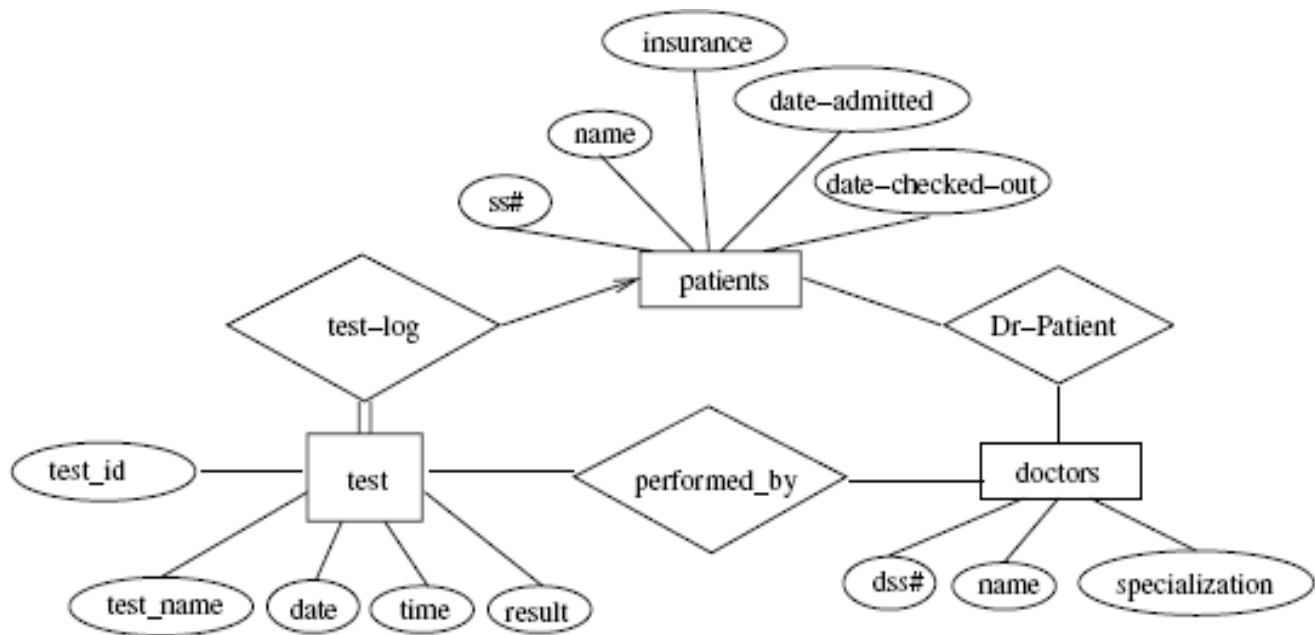 insurance
date-admitted
name
date-checked-out
ss#
patients
test-log
Dr-Patient
test_id
test
performed_by
doctors
test_name
date
time
result
dss#
name
specialization